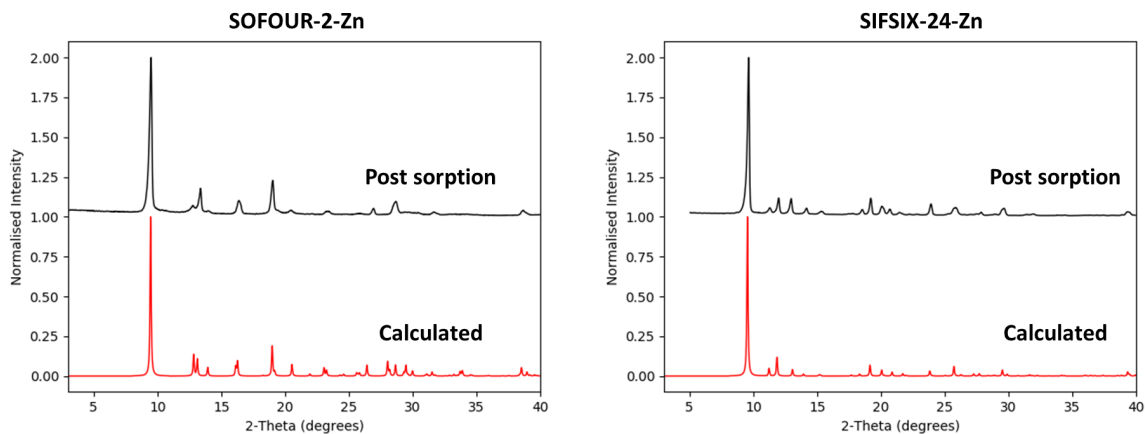 SOFOUR-2-Zn
2.00
1.75
1.50
1.25
1.00
0.75
0.50
0.25
0.00
Normalised Intensity
Post sorption
Calculated
5 10 15 20 25 30 35 40
2-Theta (degrees)
SIFSIX-24-Zn
2.00
1.75
1.50
1.25
1.00
0.75
0.50
0.25
0.00
Normalised Intensity
Post sorption
Calculated
5 10 15 20 25 30 35 40
2-Theta (degrees)